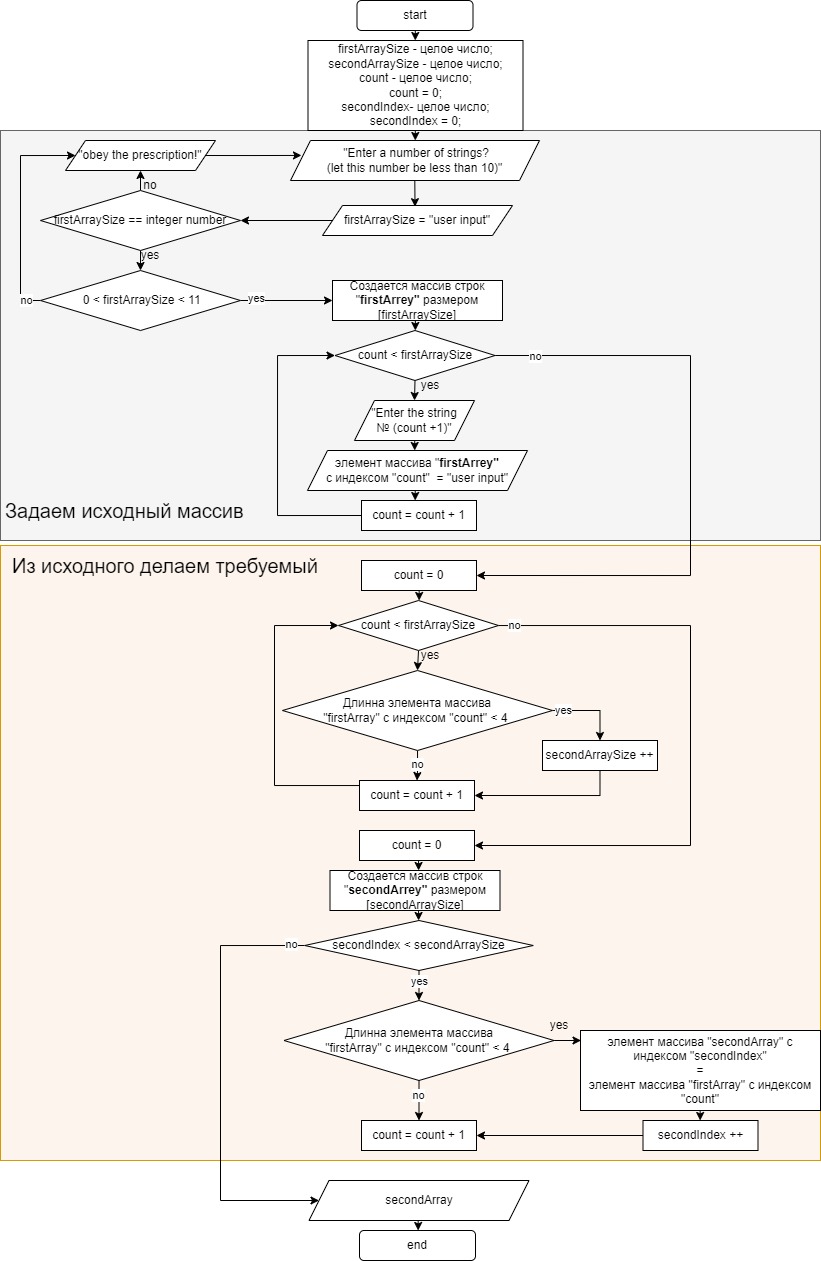 start
firstArraySize - целое число;
secondArraySize - целое число;
count - целое число;
count = 0;
secondIndex- целое число;
secondIndex = 0;
"obey the prescription!"
"Enter a number of strings?
(let this number be less than 10)"
no
firstArraySize == integer number
firstArraySize = "user input"
yes
no
0 < firstArraySize < 11
yes
Создается массив строк
"firstArrey" размером
[firstArraySize]
count < firstArraySize
no
yes
"Enter the string
№ (count +1)"
элемент массива "firstArrey"
с индексом "count" = "user input"
Задаем исходный массив
count = count + 1
Из исходного делаем требуемый
count = 0
count < firstArraySize
no
yes
Длинна элемента массива
"firstArray" с индексом "count" < 4
yes
secondArraySize ++
no
count = count + 1
count = 0
Создается массив строк
"secondArrey" размером
[secondArraySize]
no
secondIndex < secondArraySize
yes
Длинна элемента массива
"firstArray" с индексом "count" < 4
yes
элемент массива "secondArray" с
индексом "secondIndex"
=
элемент массива "firstArray" с индексом
"count"
no
count = count + 1
secondIndex ++
secondArray
end